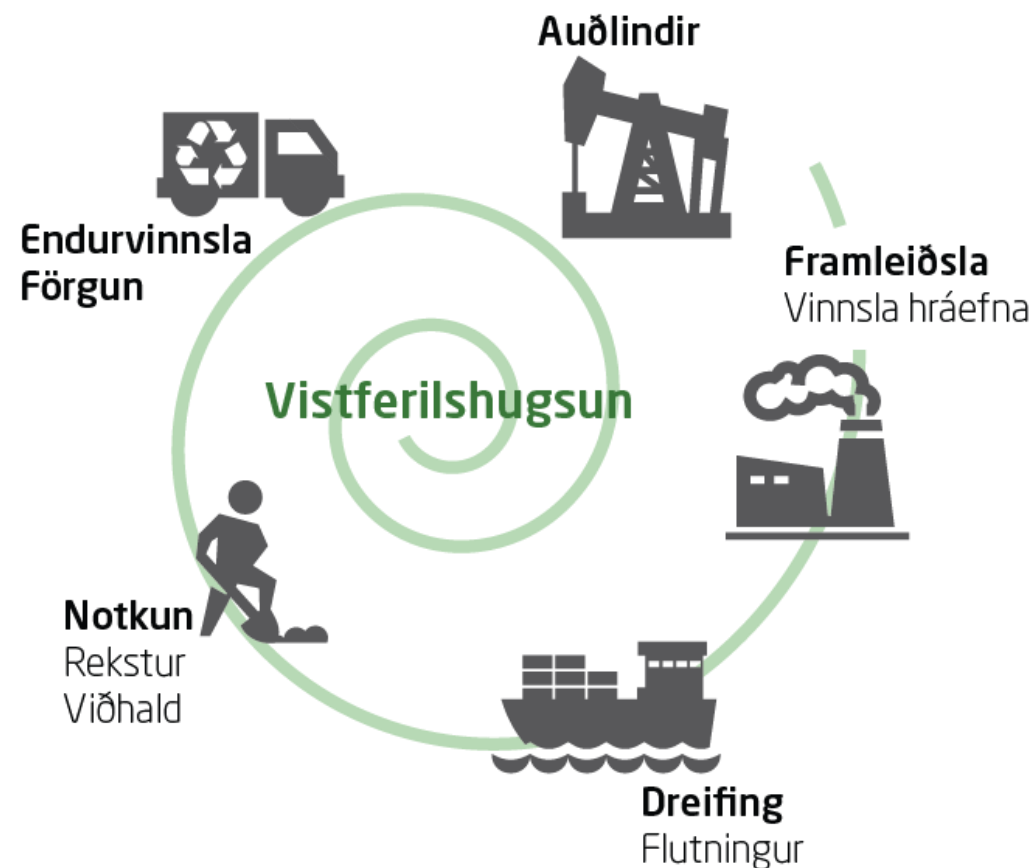 Auðlindir
Framleiðsla
Vinnsla hráefna
Dreifing
Flutningur
Notkun
Rekstur
Viðhald
Endurvinnsla
Förgun
Vistferilshugsun